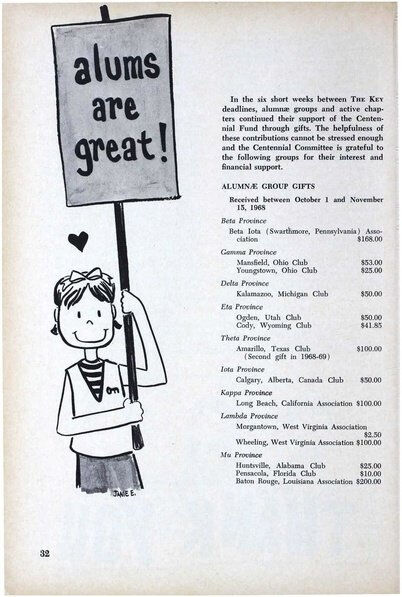 alums
are
great!
JANIE E.
In the six short weeks between THE KEY
deadlines, alumnæ groups and active chap-
ters continued their support of the Centen-
nial Fund through gifts. The helpfulness of
these contributions cannot be stressed enough
and the Centennial Committee is grateful to
the following groups for their interest and
financial support.
ALUMNÆ GROUP GIFTS
Received between October 1 and November
15, 1968
Beta Province
Beta Iota (Swarthmore, Pennsylvania) Asso-
ciation $168.00
Gamma Province
Mansfield, Ohio Club $53.00
Youngstown, Ohio Club $25.00
Delta Province
Kalamazoo, Michigan Club $50.00
Eta Province
Ogden, Utah Club $50.00
Cody, Wyoming Club $41.85
Theta Province
Amarillo, Texas Club $100.00
(Second gift in 1968-69)
Iota Province
Calgary, Alberta, Canada Club $50.00
Kappa Province
Long Beach, California Association $100.00
Lambda Province
Morgantown, West Virginia Association
$2.50
Wheeling, West Virginia Association $100.00
Mu Province
Huntsville, Alabama Club $25.00
Pensacola, Florida Club $10.00
Baton Rouge, Louisiana Association $200.00
32